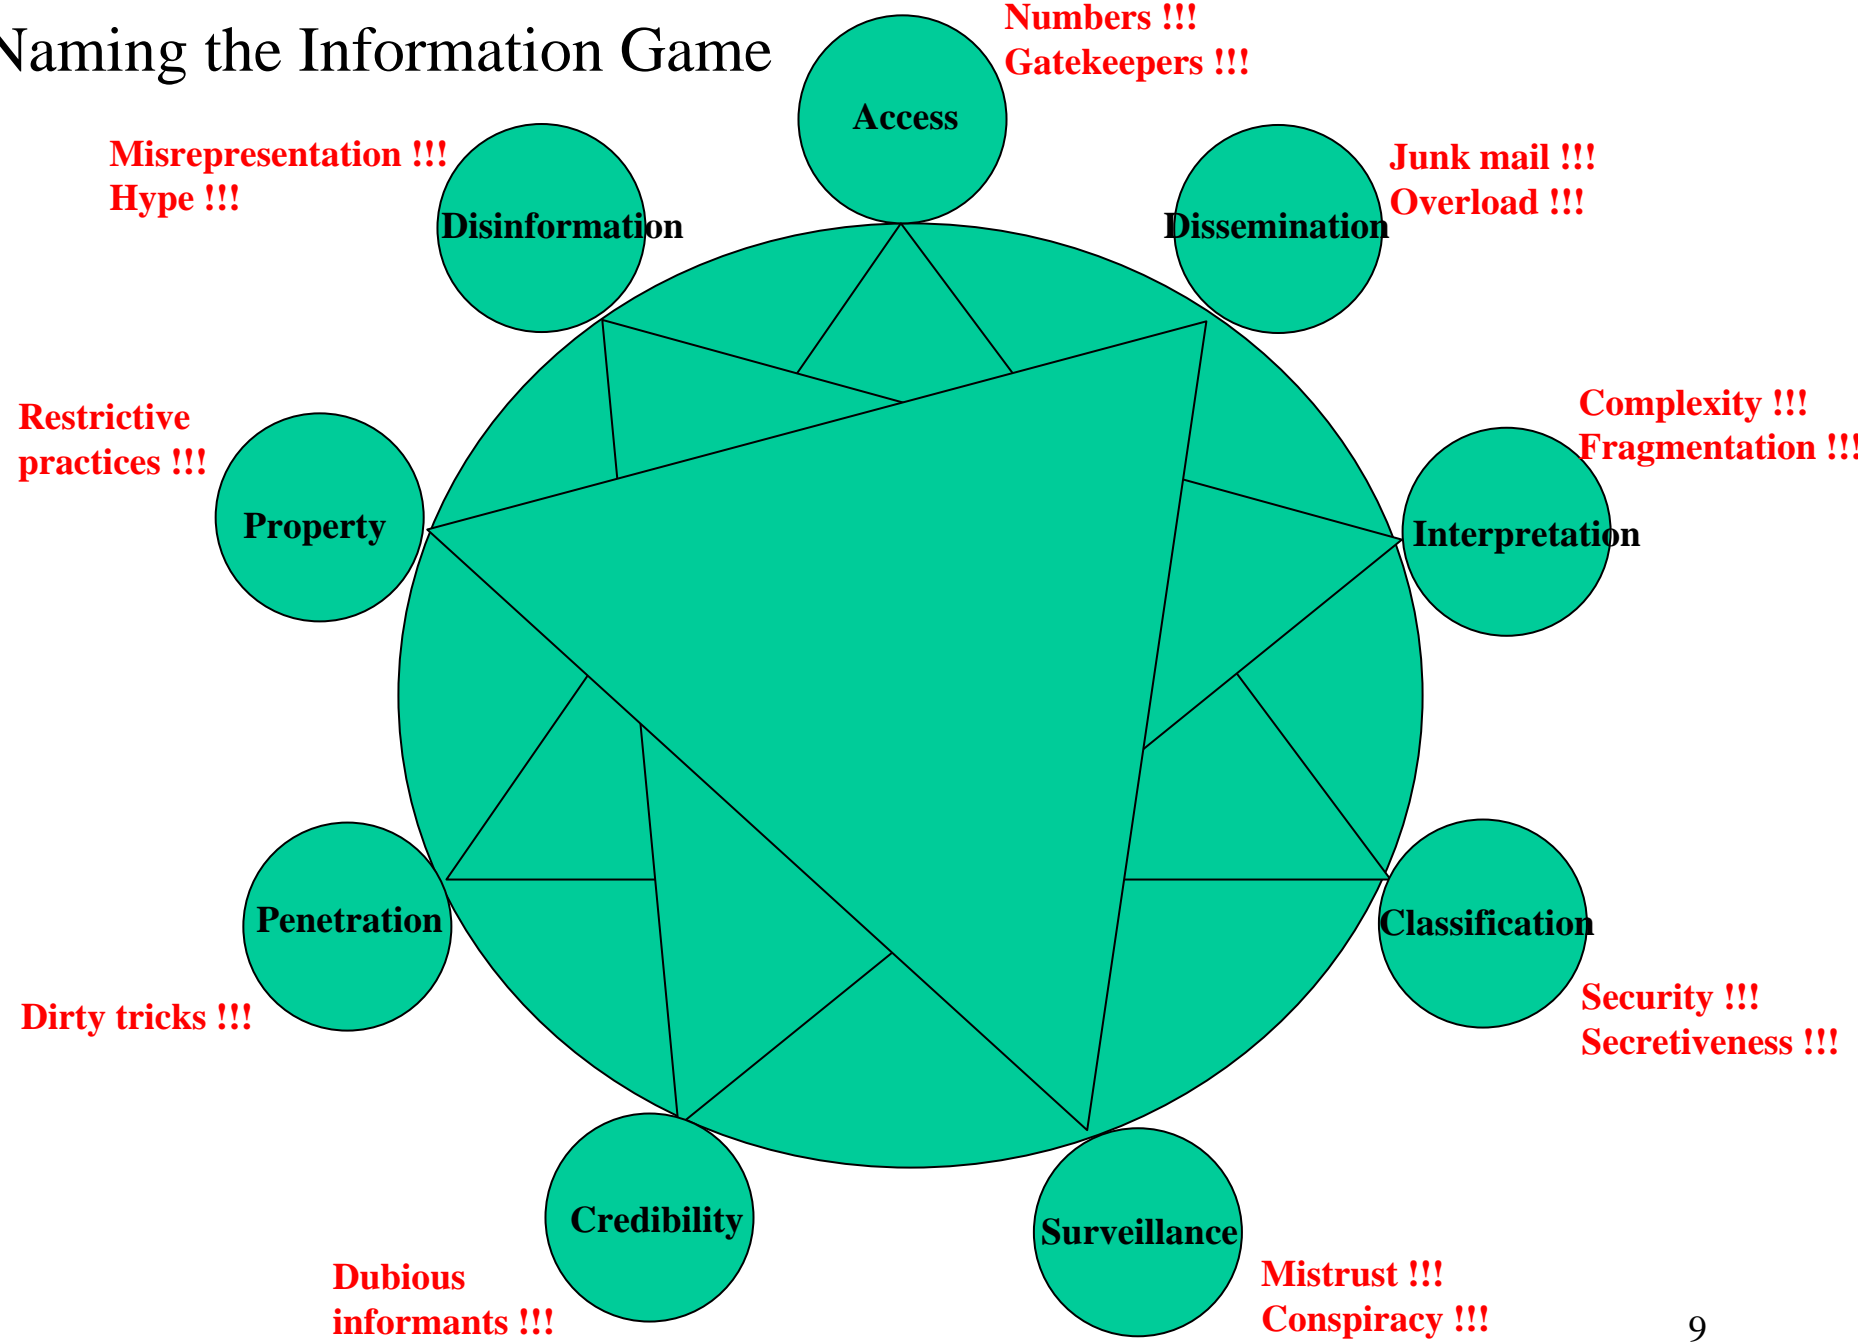 Naming the Information Game
Numbers !!!
Gatekeepers !!!
Access
Misrepresentation !!!
Hype !!!
Disinformation
Junk mail !!!
Overload !!!
Dissemination
Restrictive
practices !!!
Property
Complexity !!!
Fragmentation !!!
Interpretation
Penetration
Dirty tricks !!!
Classification
Security !!!
Secretiveness !!!
Credibility
Dubious
informants !!!
Surveillance
Mistrust !!!
Conspiracy !!!
9